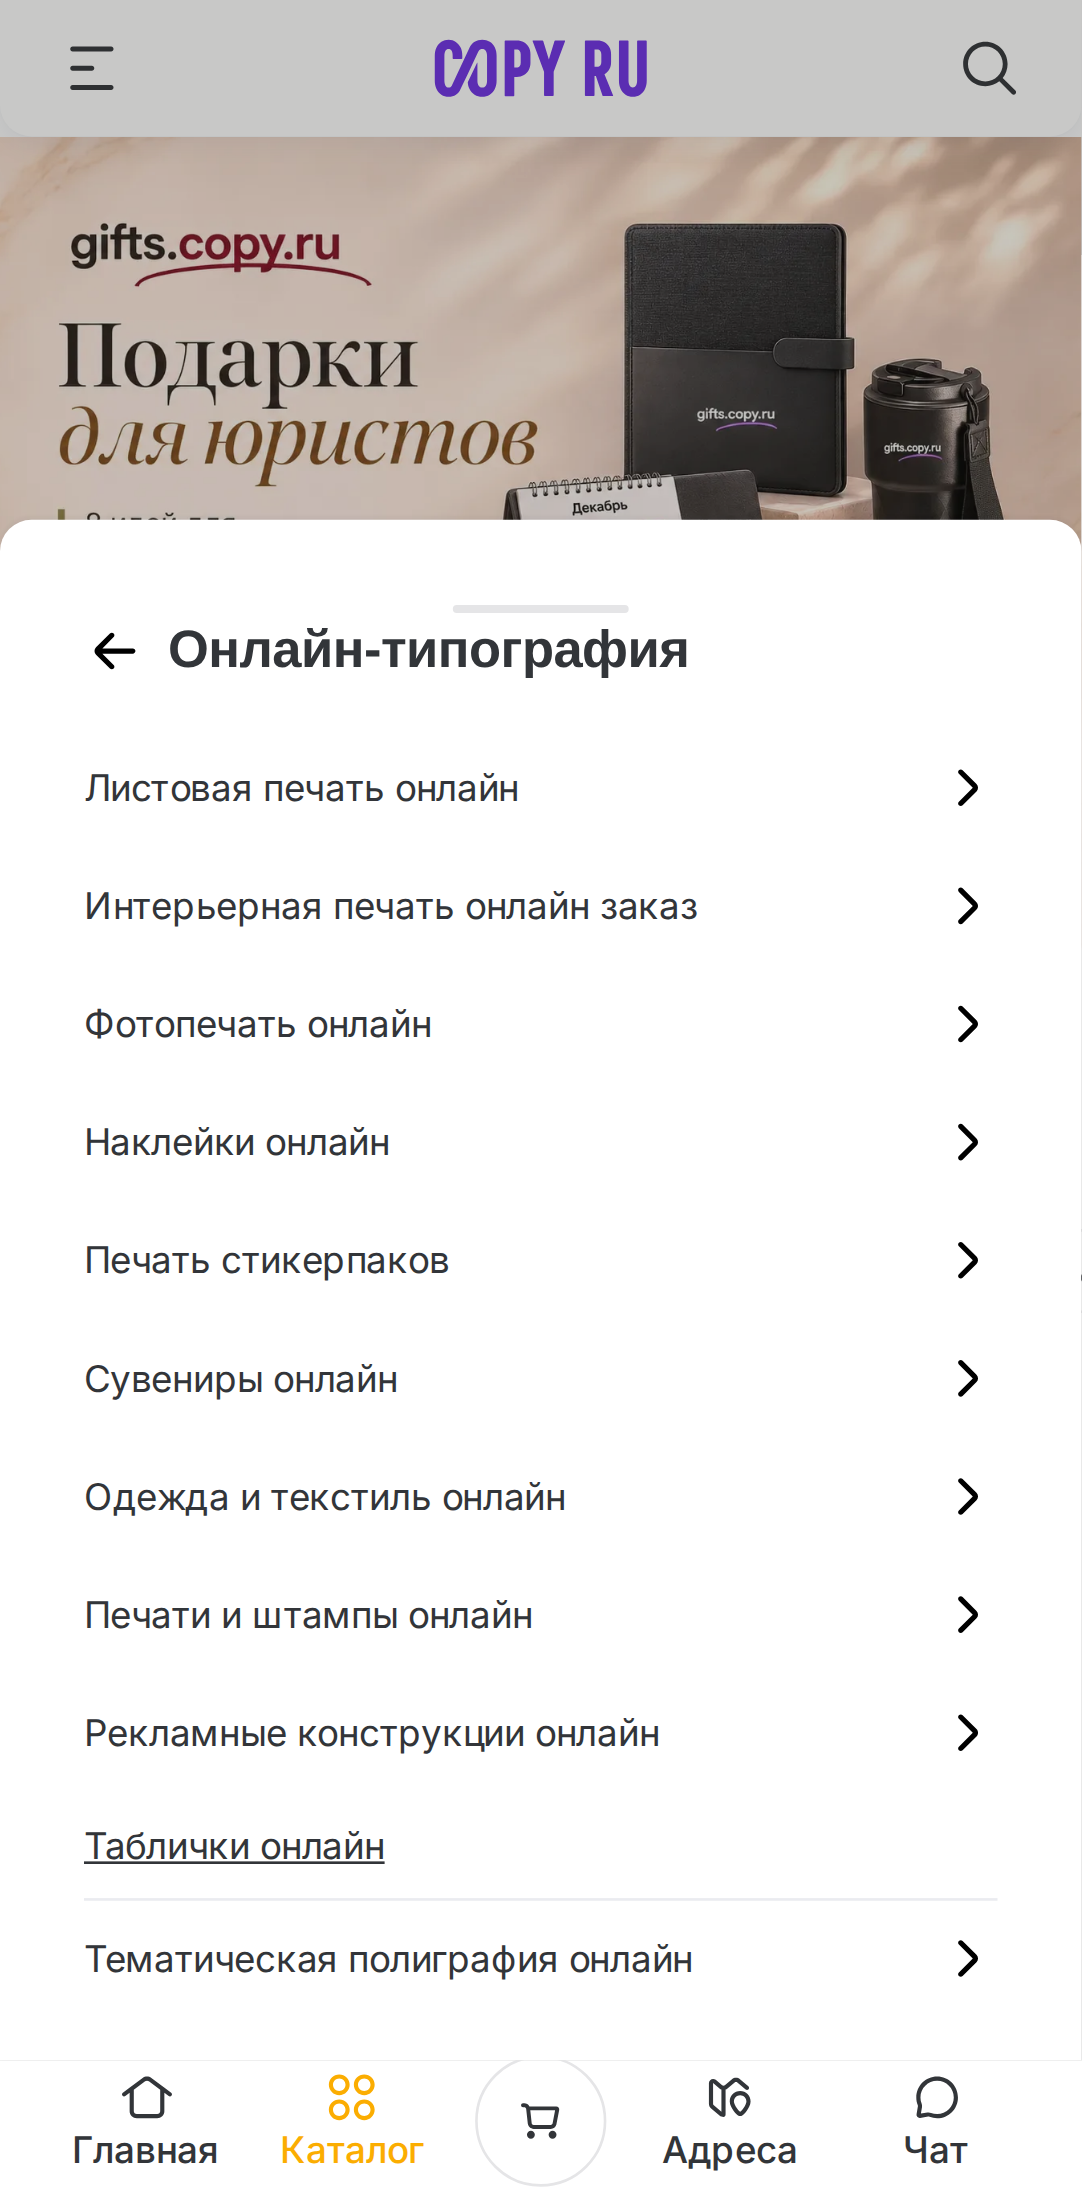 COPY RU
gifts.copy.ru
Подарки
для юристов
gifts.copy.ru
gifts.copy.ru
Декабрь
Онлайн-типография
Листовая печать онлайн
Интерьерная печать онлайн заказ
Фотопечать онлайн
Наклейки онлайн
Печать стикерпаков
Сувениры онлайн
Одежда и текстиль онлайн
Печати и штампы онлайн
Рекламные конструкции онлайн
Таблички онлайн
Тематическая полиграфия онлайн
Главная
Каталог
Адреса
Чат